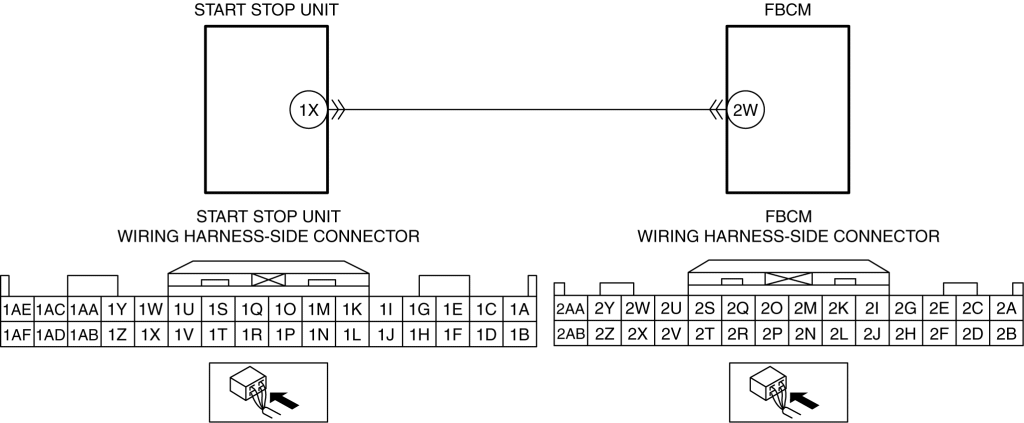 START STOP UNIT
FBCM
1X
2W
START STOP UNIT
WIRING HARNESS-SIDE CONNECTOR
FBCM
WIRING HARNESS-SIDE CONNECTOR
1AE 1AC 1AA 1Y 1W 1U 1S 1Q 1O 1M 1K 1I 1G 1E 1C 1A
1AF 1AD 1AB 1Z 1X 1V 1T 1R 1P 1N 1L 1J 1H 1F 1D 1B
2AA 2Y 2W 2U 2S 2Q 2O 2M 2K 2I 2G 2E 2C 2A
2AB 2Z 2X 2V 2T 2R 2P 2N 2L 2J 2H 2F 2D 2B